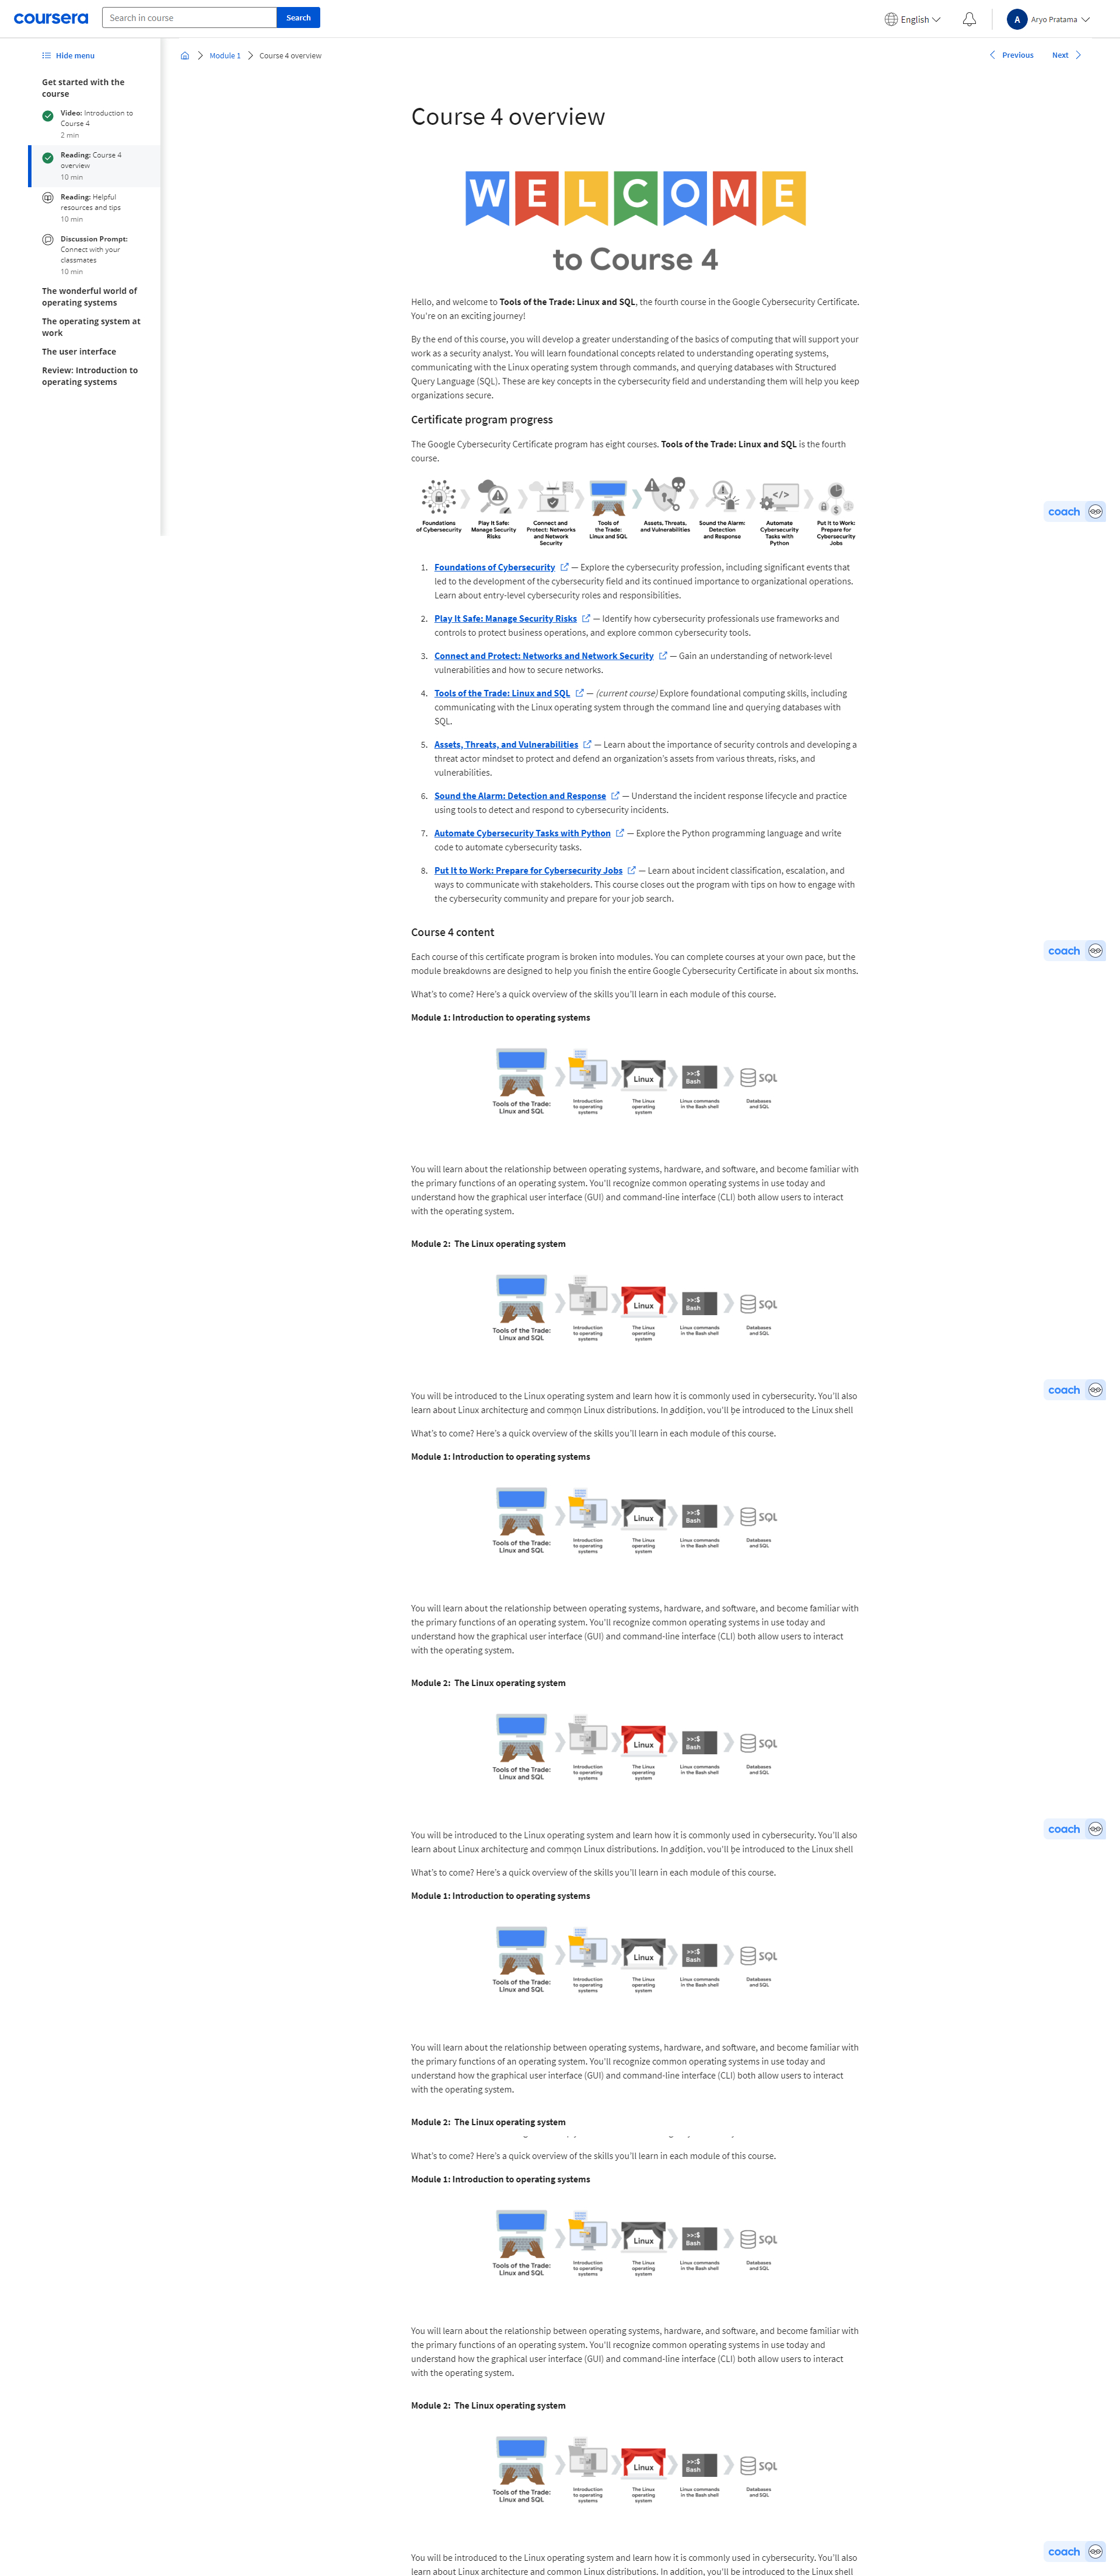 coursera
Search in course
Search
English
A
Aryo Pratama
Hide menu
Module 1
Course 4 overview
Previous
Next
Get started with the
course
Video: Introduction to
Course 4
2 min
Reading: Course 4
overview
10 min
Reading: Helpful
resources and tips
10 min
Discussion Prompt:
Connect with your
classmates
10 min
The wonderful world of
operating systems
The operating system at
work
The user interface
Review: Introduction to
operating systems
Course 4 overview
WELCOME
to Course 4
Hello, and welcome to Tools of the Trade: Linux and SQL, the fourth course in the Google Cybersecurity Certificate.
You're on an exciting journey!
By the end of this course, you will develop a greater understanding of the basics of computing that will support your
work as a security analyst. You will learn foundational concepts related to understanding operating systems,
communicating with the Linux operating system through commands, and querying databases with Structured
Query Language (SQL). These are key concepts in the cybersecurity field and understanding them will help you keep
organizations secure.
Certificate program progress
The Google Cybersecurity Certificate program has eight courses. Tools of the Trade: Linux and SQL is the fourth
course.
</>
Foundations
of Cybersecurity
Play It Safe:
Manage Security
Risks
Connect and
Protect: Networks
and Network
Security
Tools of
the Trade:
Linux and SQL
Assets, Threats,
and Vulnerabilities
Sound the Alarm:
Detection
and Response
Automate
Cybersecurity
Tasks with
Python
Put It to Work:
Prepare for
Cybersecurity
Jobs
coach
1. Foundations of Cybersecurity — Explore the cybersecurity profession, including significant events that
led to the development of the cybersecurity field and its continued importance to organizational operations.
Learn about entry-level cybersecurity roles and responsibilities.
2. Play It Safe: Manage Security Risks — Identify how cybersecurity professionals use frameworks and
controls to protect business operations, and explore common cybersecurity tools.
3. Connect and Protect: Networks and Network Security — Gain an understanding of network-level
vulnerabilities and how to secure networks.
4. Tools of the Trade: Linux and SQL — (current course) Explore foundational computing skills, including
communicating with the Linux operating system through the command line and querying databases with
SQL.
5. Assets, Threats, and Vulnerabilities — Learn about the importance of security controls and developing a
threat actor mindset to protect and defend an organization's assets from various threats, risks, and
vulnerabilities.
6. Sound the Alarm: Detection and Response — Understand the incident response lifecycle and practice
using tools to detect and respond to cybersecurity incidents.
7. Automate Cybersecurity Tasks with Python — Explore the Python programming language and write
code to automate cybersecurity tasks.
8. Put It to Work: Prepare for Cybersecurity Jobs — Learn about incident classification, escalation, and
ways to communicate with stakeholders. This course closes out the program with tips on how to engage with
the cybersecurity community and prepare for your job search.
Course 4 content
coach
Each course of this certificate program is broken into modules. You can complete courses at your own pace, but the
module breakdowns are designed to help you finish the entire Google Cybersecurity Certificate in about six months.
What's to come? Here's a quick overview of the skills you'll learn in each module of this course.
Module 1: Introduction to operating systems
Linux
>>:$
Bash
SQL
Tools of the Trade:
Linux and SQL
Introduction
to operating
systems
The Linux
operating
system
Linux commands
in the Bash shell
Databases
and SQL
You will learn about the relationship between operating systems, hardware, and software, and become familiar with
the primary functions of an operating system. You'll recognize common operating systems in use today and
understand how the graphical user interface (GUI) and command-line interface (CLI) both allow users to interact
with the operating system.
Module 2: The Linux operating system
Linux
>>:$
Bash
SQL
Tools of the Trade:
Linux and SQL
Introduction
to operating
systems
The Linux
operating
system
Linux commands
in the Bash shell
Databases
and SQL
coach
You will be introduced to the Linux operating system and learn how it is commonly used in cybersecurity. You'll also
learn about Linux architecture and common Linux distributions. In addition, you'll be introduced to the Linux shell
What's to come? Here's a quick overview of the skills you'll learn in each module of this course.
Module 1: Introduction to operating systems
Linux
>>:$
Bash
SQL
Tools of the Trade:
Linux and SQL
Introduction
to operating
systems
The Linux
operating
system
Linux commands
in the Bash shell
Databases
and SQL
You will learn about the relationship between operating systems, hardware, and software, and become familiar with
the primary functions of an operating system. You'll recognize common operating systems in use today and
understand how the graphical user interface (GUI) and command-line interface (CLI) both allow users to interact
with the operating system.
Module 2: The Linux operating system
Linux
>>:$
Bash
SQL
Tools of the Trade:
Linux and SQL
Introduction
to operating
systems
The Linux
operating
system
Linux commands
in the Bash shell
Databases
and SQL
coach
You will be introduced to the Linux operating system and learn how it is commonly used in cybersecurity. You'll also
learn about Linux architecture and common Linux distributions. In addition, you'll be introduced to the Linux shell
What's to come? Here's a quick overview of the skills you'll learn in each module of this course.
Module 1: Introduction to operating systems
Linux
>>:$
Bash
SQL
Tools of the Trade:
Linux and SQL
Introduction
to operating
systems
The Linux
operating
system
Linux commands
in the Bash shell
Databases
and SQL
You will learn about the relationship between operating systems, hardware, and software, and become familiar with
the primary functions of an operating system. You'll recognize common operating systems in use today and
understand how the graphical user interface (GUI) and command-line interface (CLI) both allow users to interact
with the operating system.
Module 2: The Linux operating system
What's to come? Here's a quick overview of the skills you'll learn in each module of this course.
Module 1: Introduction to operating systems
Linux
>>:$
Bash
SQL
Tools of the Trade:
Linux and SQL
Introduction
to operating
systems
The Linux
operating
system
Linux commands
in the Bash shell
Databases
and SQL
You will learn about the relationship between operating systems, hardware, and software, and become familiar with
the primary functions of an operating system. You'll recognize common operating systems in use today and
understand how the graphical user interface (GUI) and command-line interface (CLI) both allow users to interact
with the operating system.
Module 2: The Linux operating system
Linux
>>:$
Bash
SQL
Tools of the Trade:
Linux and SQL
Introduction
to operating
systems
The Linux
operating
system
Linux commands
in the Bash shell
Databases
and SQL
coach
You will be introduced to the Linux operating system and learn how it is commonly used in cybersecurity. You'll also
learn about Linux architecture and common Linux distributions. In addition, you'll be introduced to the Linux shell